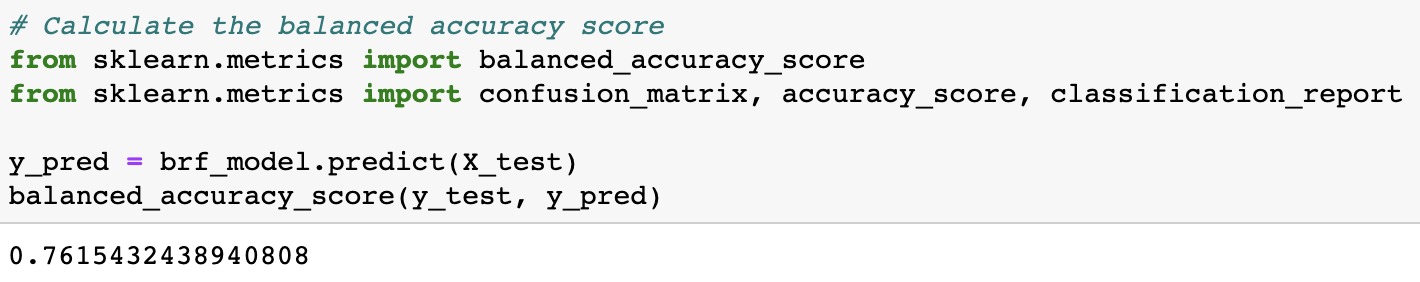 # Calculate the balanced accuracy score
from sklearn.metrics import balanced_accuracy_score
from sklearn.metrics import confusion_matrix, accuracy_score, classification_report
y_pred = brf_model.predict(X_test)
balanced_accuracy_score(y_test, y_pred)
0.7615432438940808